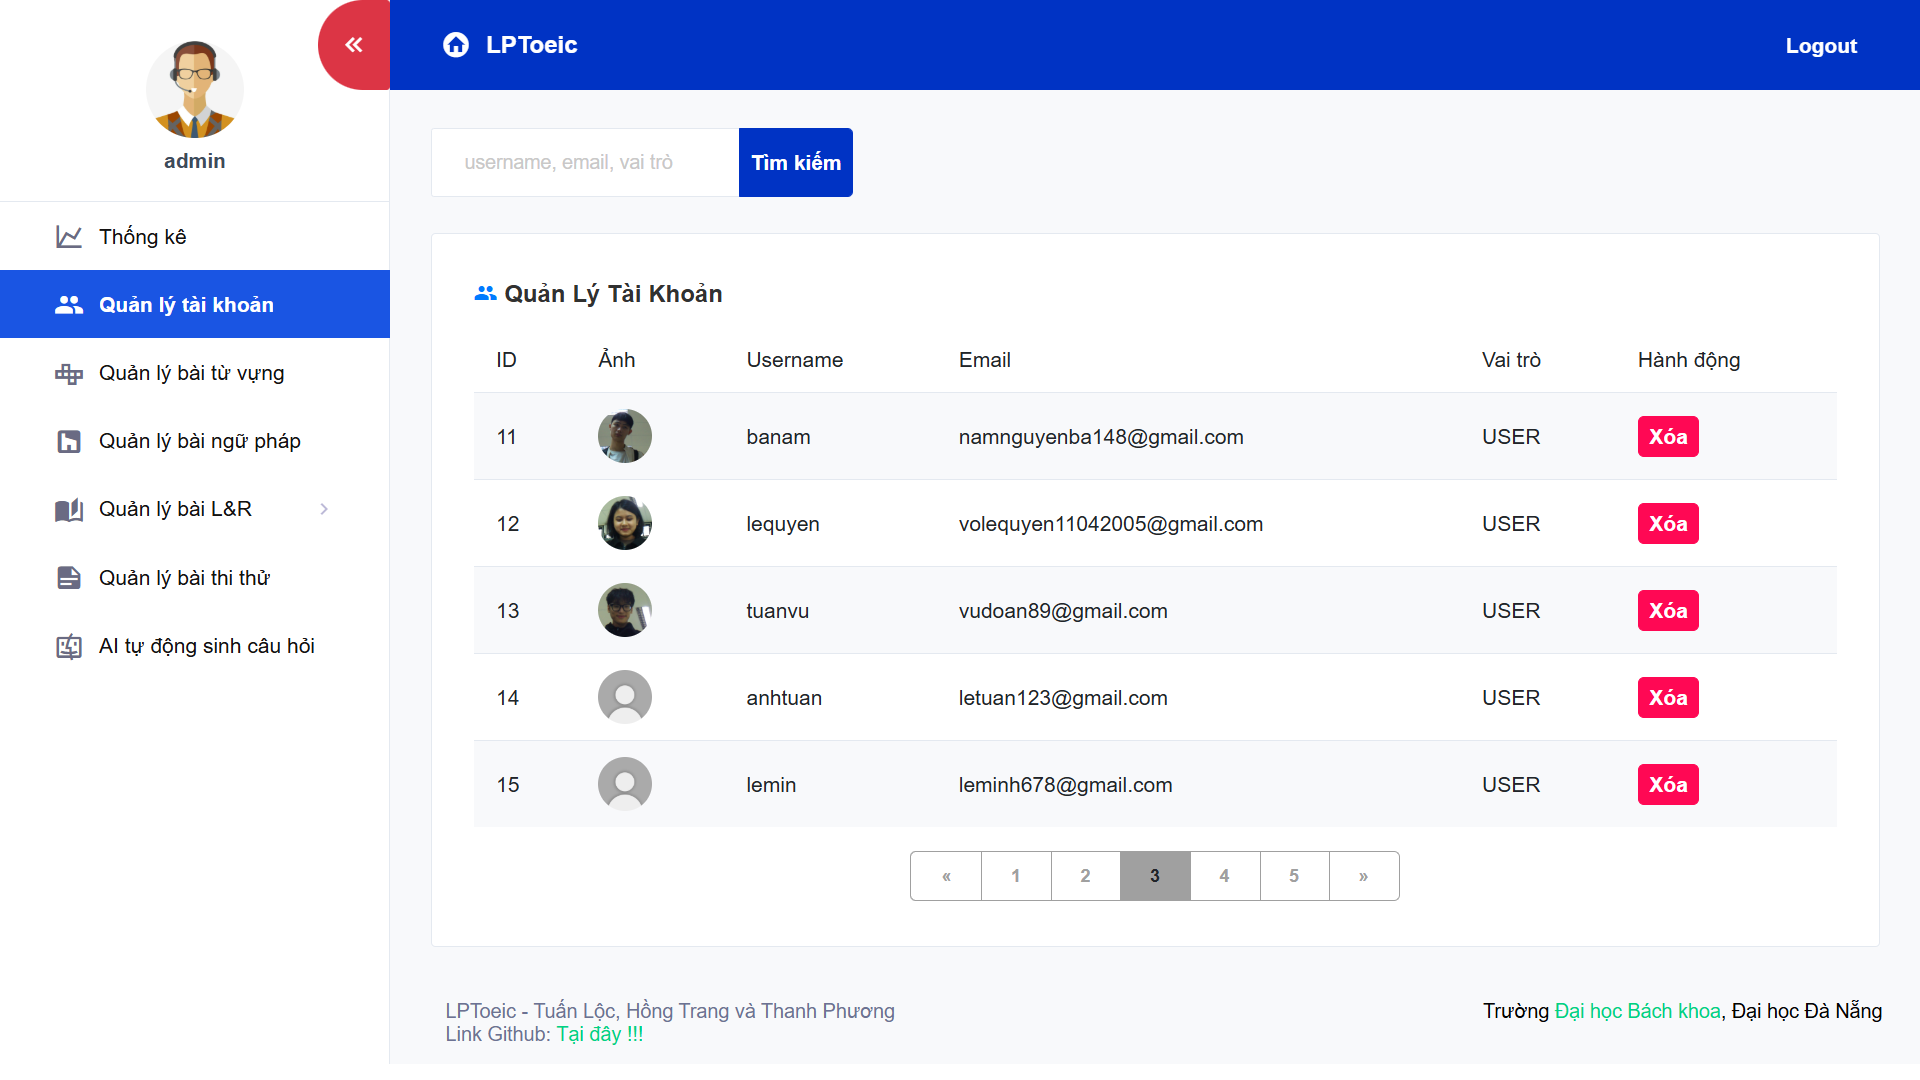 LPToeic
Logout
admin
Thống kê
Quản lý tài khoản
Quản lý bài từ vựng
Quản lý bài ngữ pháp
Quản lý bài L&R
Quản lý bài thi thử
AI tự động sinh câu hỏi
username, email, vai trò
Tìm kiếm
Quản Lý Tài Khoản
ID Ảnh Username Email Vai trò Hành động
11 banam namnguyenba148@gmail.com USER Xóa
12 lequyen volequyen11042005@gmail.com USER Xóa
13 tuanvu vudoan89@gmail.com USER Xóa
14 anhtuan letuan123@gmail.com USER Xóa
15 lemin leminh678@gmail.com USER Xóa
« 1 2 3 4 5 »
LPToeic - Tuấn Lộc, Hồng Trang và Thanh Phương
Link Github: Tại đây !!!
Trường Đại học Bách khoa, Đại học Đà Nẵng